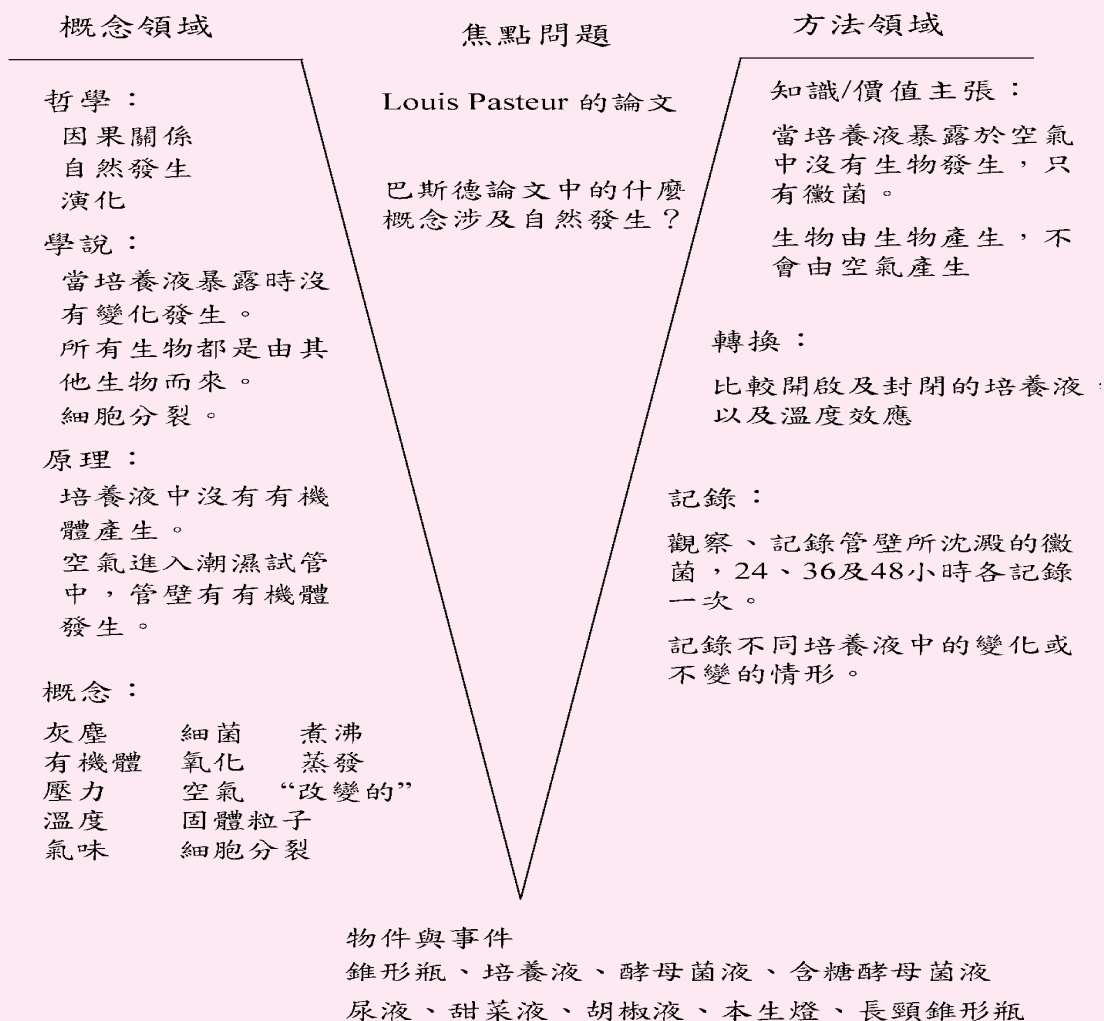 概念領域
焦點問題
方法領域
哲學：
因果關係
自然發生
演化
學說：
當培養液暴露時沒
有變化發生。
所有生物都是由其
他生物而來。
細胞分裂。
原理：
培養液中沒有有機
體產生。
空氣進入潮濕試管
中，管壁有有機體
發生。
概念：
灰塵 細菌 煮沸
有機體 氧化 蒸發
壓力 空氣 “改變的”
溫度 固體粒子
氣味 細胞分裂
Louis Pasteur 的論文
巴斯德論文中的什麼
概念涉及自然發生？
知識/價值主張：
當培養液暴露於空氣
中沒有生物發生，只
有黴菌。
生物由生物產生，不
會由空氣產生
轉換：
比較開啟及封閉的培養液，
以及溫度效應
記錄：
觀察、記錄管壁所沈澱的黴
菌，24、36及48小時各記錄
一次。
記錄不同培養液中的變化或
不變的情形。
物件與事件
錐形瓶、培養液、酵母菌液、含糖酵母菌液
尿液、甜菜液、胡椒液、本生燈、長頸錐形瓶